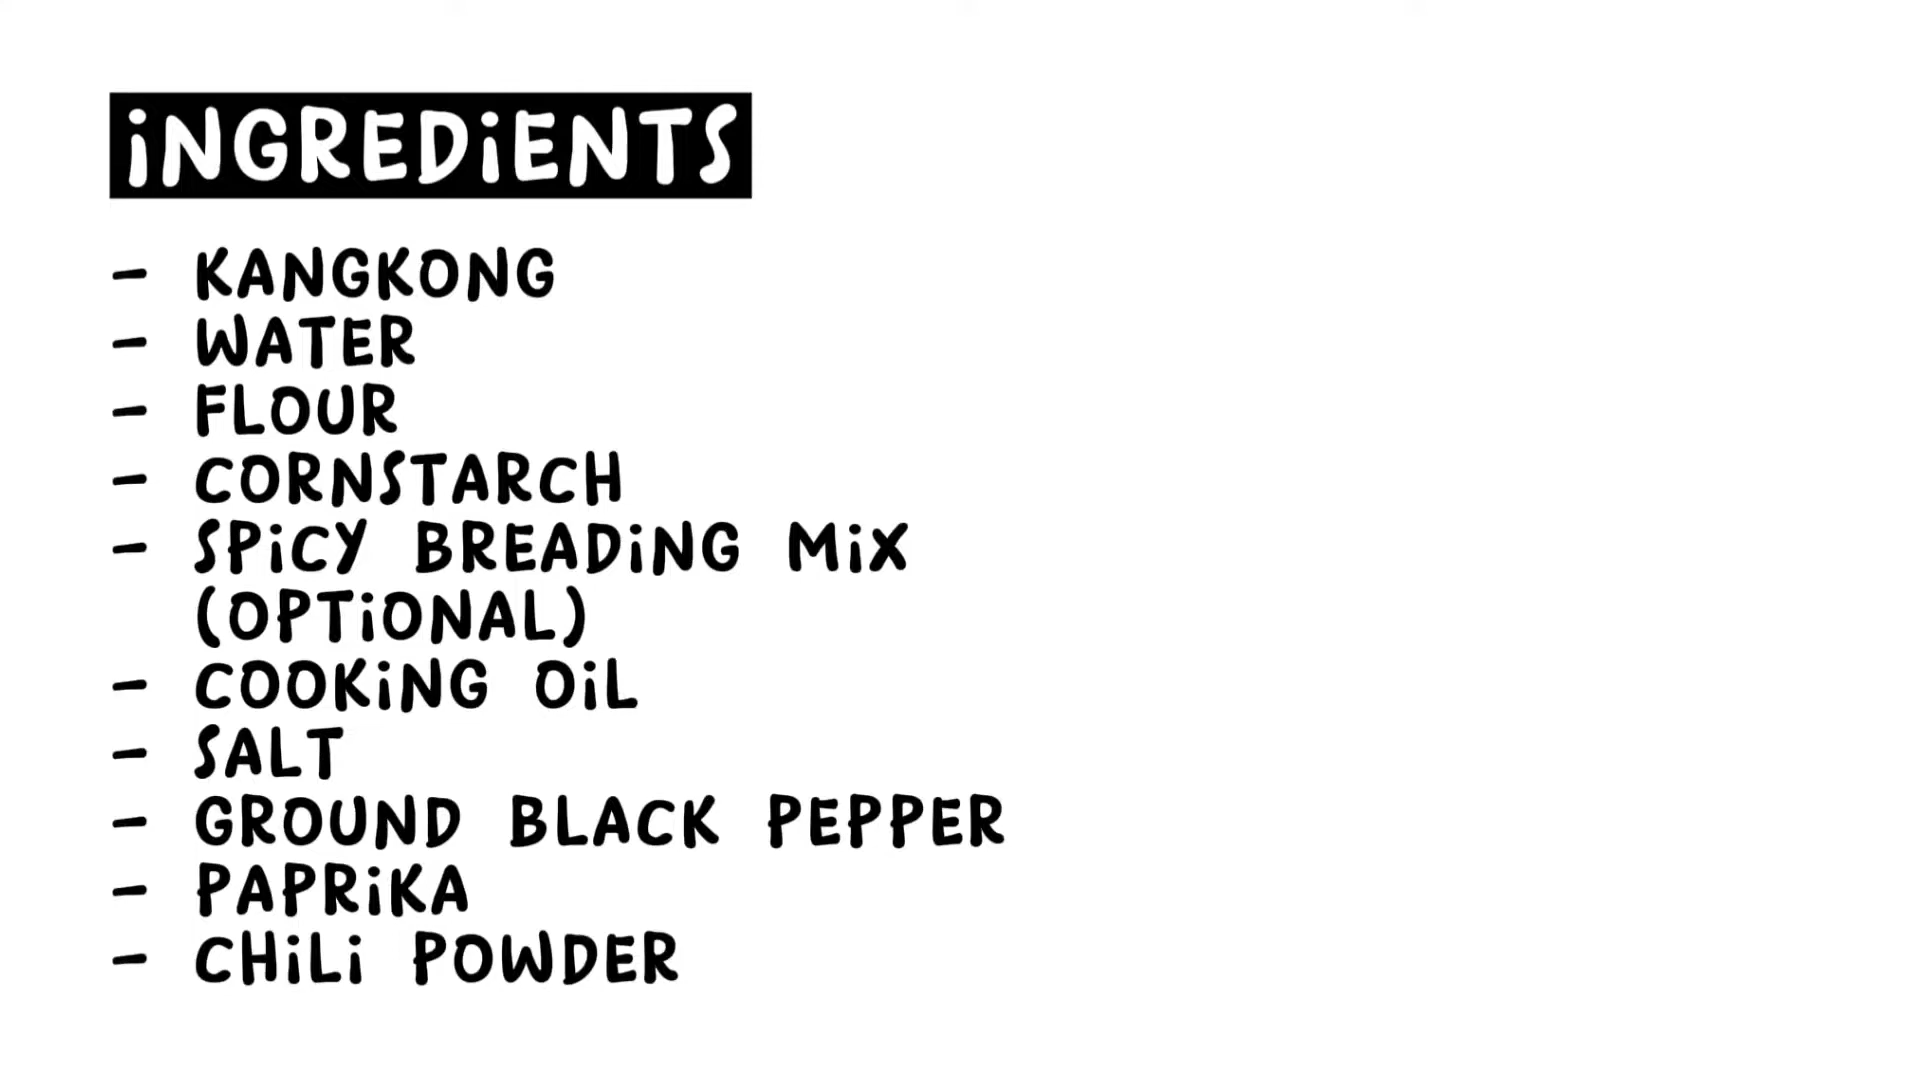 iNGREDiENTS
- KANGKONG
- WATER
- FLOUR
- CORNSTARCH
- SPiCY BREADiNG MiX
(OPTiONAL)
- COOKiNG OiL
- SALT
- GROUND BLACK PEPPER
- PAPRiKA
- CHiLi POWDER